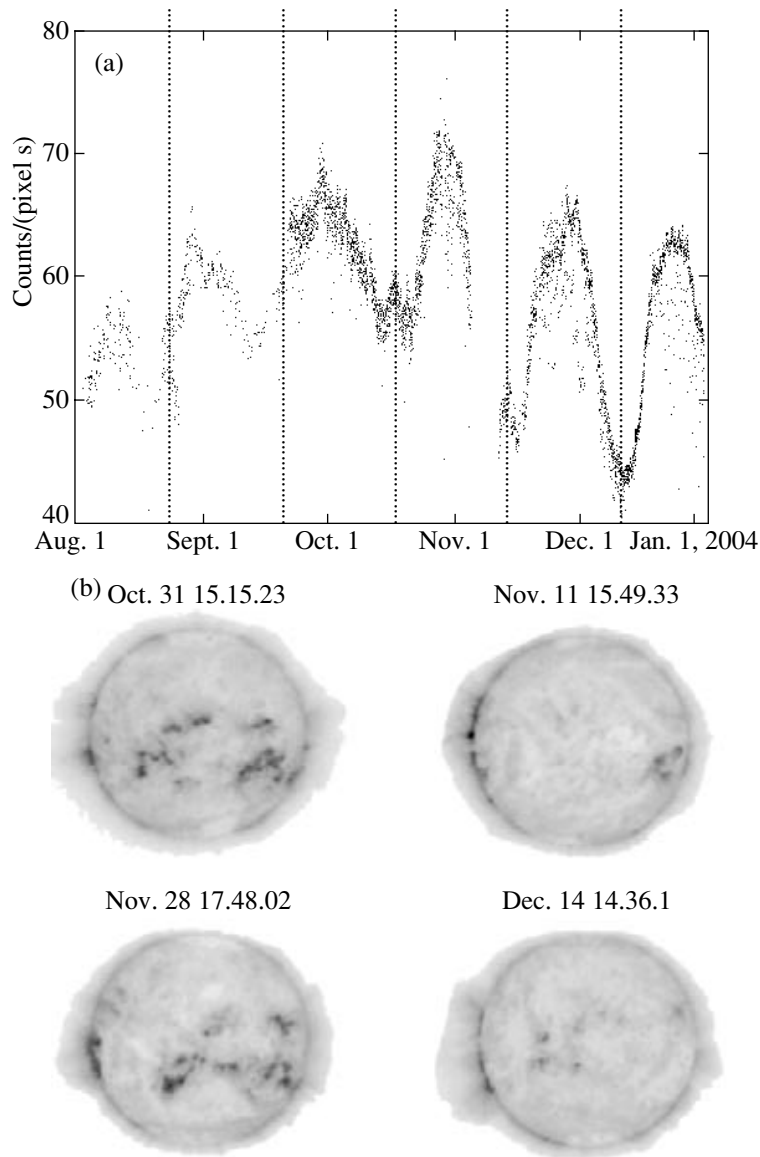 80
(a)
70
Counts/(pixel s)
60
50
40
Aug. 1 Sept. 1 Oct. 1 Nov. 1 Dec. 1 Jan. 1, 2004
(b) Oct. 31 15.15.23 Nov. 11 15.49.33
Nov. 28 17.48.02 Dec. 14 14.36.1